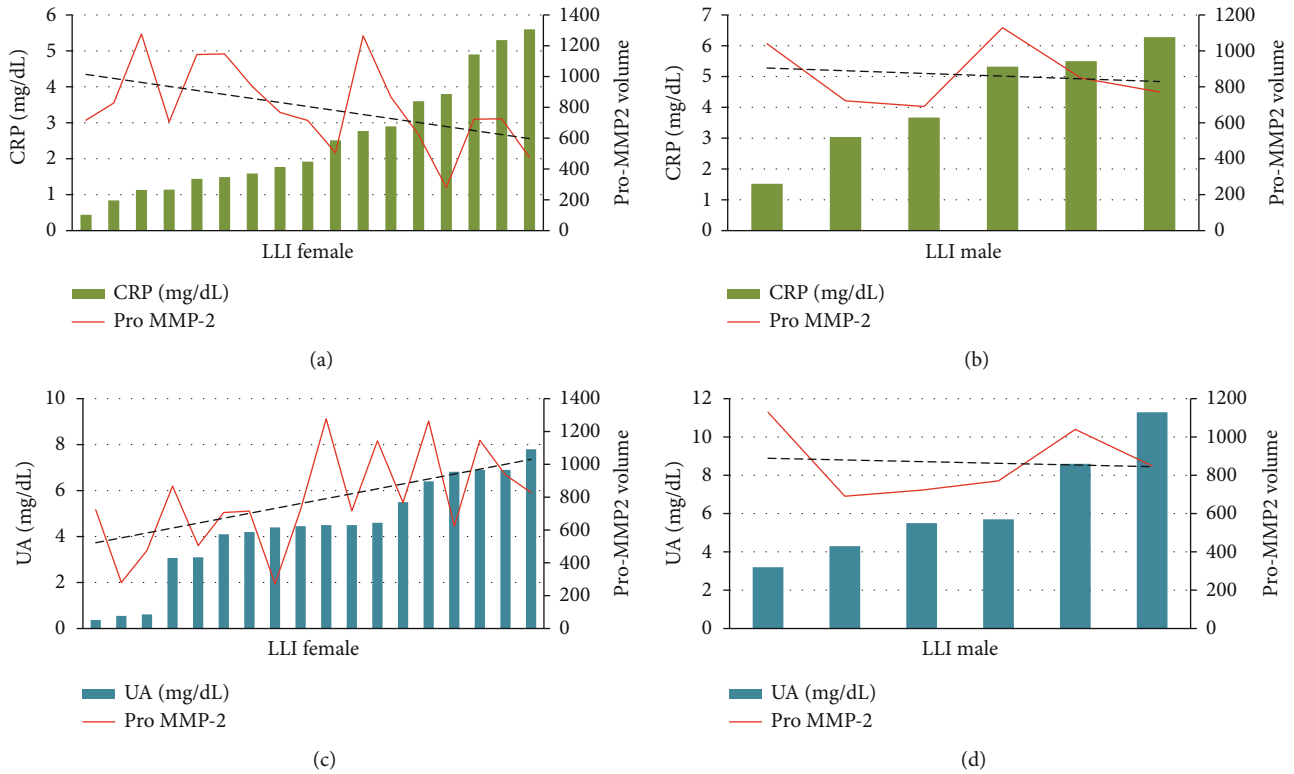 CRP (mg/dL)
6
5
4
3
2
1
0
1400
1200
1000
800
600
400
200
0
Pro-MMP2 volume
LLI female
CRP (mg/dL)
Pro MMP-2
(a)
CRP (mg/dL)
7
6
5
4
3
2
1
0
1200
1000
800
600
400
200
0
Pro-MMP2 volume
LLI male
CRP (mg/dL)
Pro MMP-2
(b)
UA (mg/dL)
10
8
6
4
2
0
1400
1200
1000
800
600
400
200
0
Pro-MMP2 volume
LLI female
UA (mg/dL)
Pro MMP-2
(c)
UA (mg/dL)
12
10
8
6
4
2
0
1200
1000
800
600
400
200
0
Pro-MMP2 volume
LLI male
UA (mg/dL)
Pro MMP-2
(d)